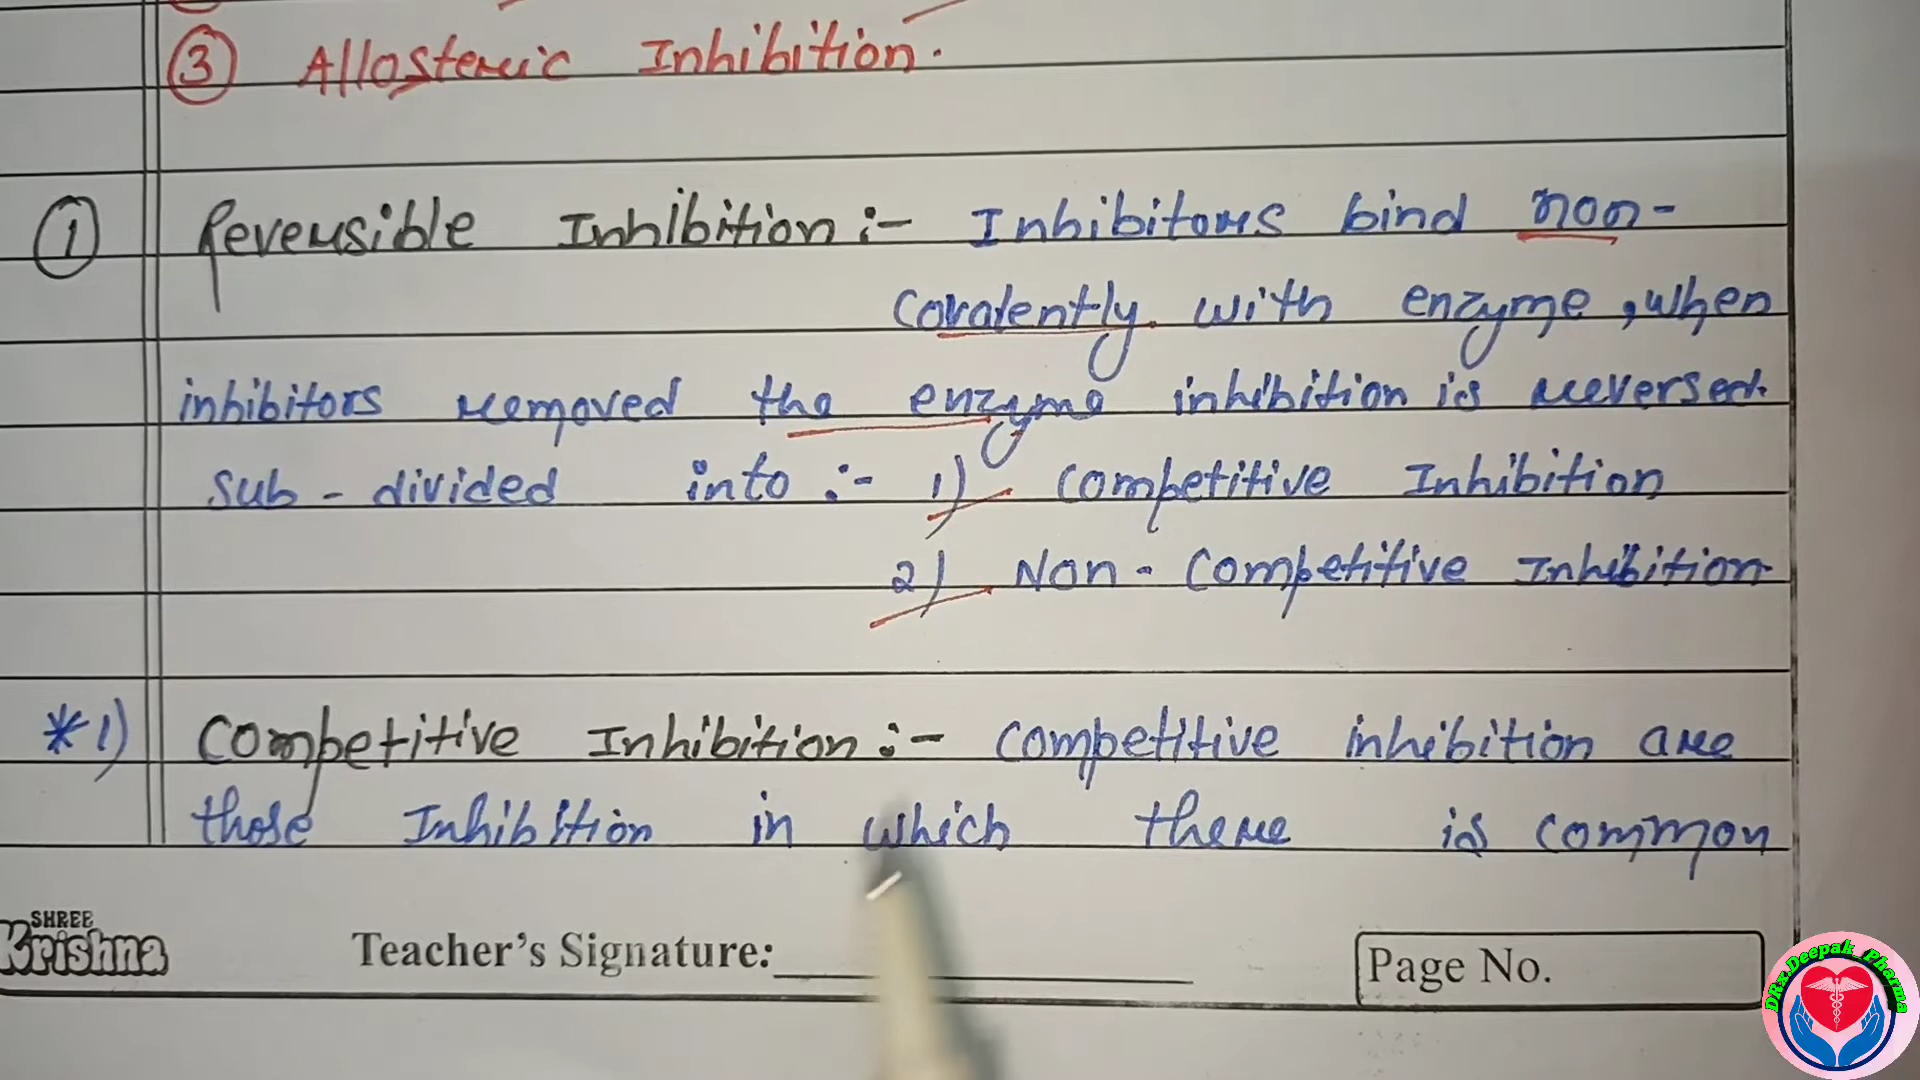 ③ Allosteric Inhibition.
① Reversible Inhibition :- Inhibitors bind non-
covalently with enzyme, when
inhibitors removed the enzyme inhibition is reversed.
sub-divided into :- 1) Competitive Inhibition
2) Non-Competitive Inhibition
*1) Competitive Inhibition :- competitive inhibition are
those Inhibition in which there is common
SHREE
Krishna
Teacher's Signature:
Page No.
DRx.Deepak_Pharma